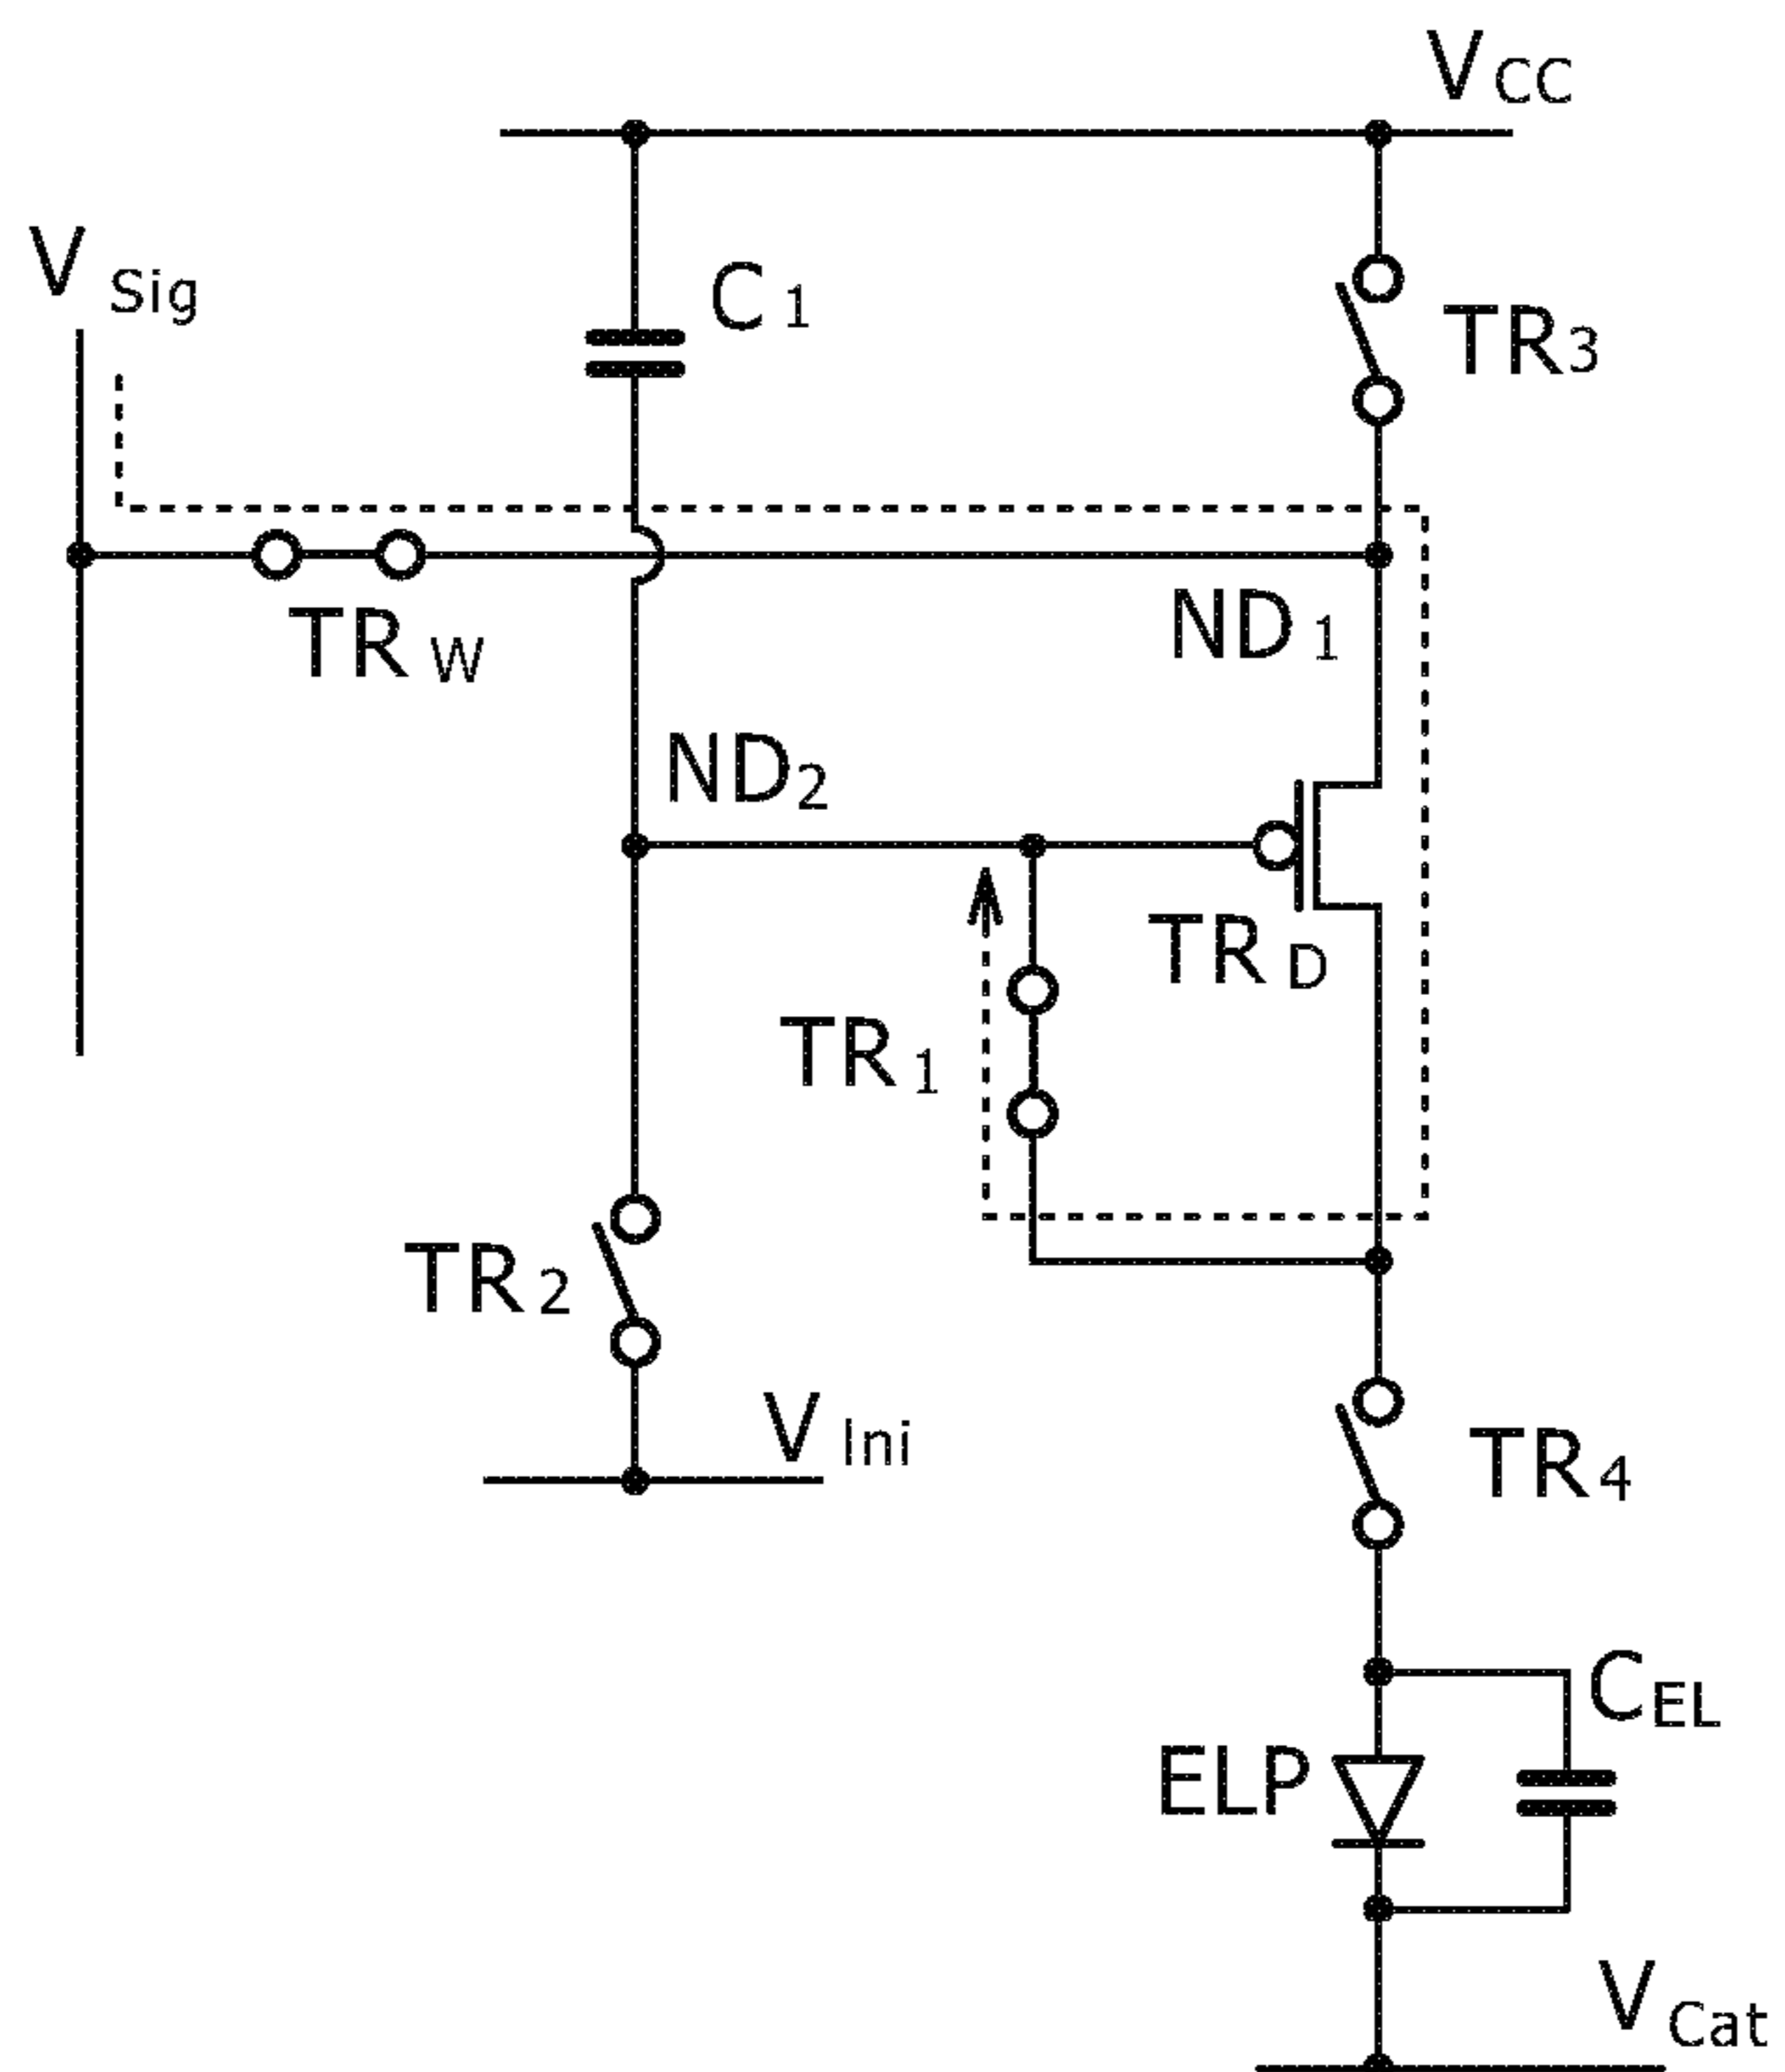 VCC
VSig
C1
TR3
TRW
ND1
ND2
TRD
TR1
TR2
VIni
TR4
CEL
ELP
VCat